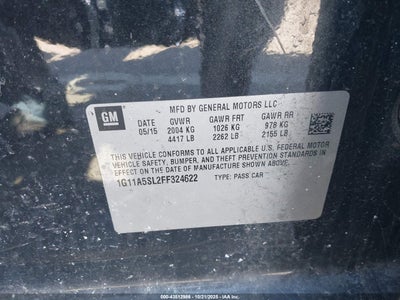 GM
MFD BY GENERAL MOTORS LLC
DATE GVWR GAWR FRT GAWR RR
05/15 2004 KG 1026 KG 978 KG
4417 LB 2262 LB 2155 LB
THIS VEHICLE CONFORMS TO ALL APPLICABLE U.S. FEDERAL MOTOR
VEHICLE SAFETY, BUMPER, AND THEFT PREVENTION STANDARDS IN
EFFECT ON THE DATE OF MANUFACTURE SHOWN ABOVE.
1G11A5SL2FF324622 TYPE: PASS CAR